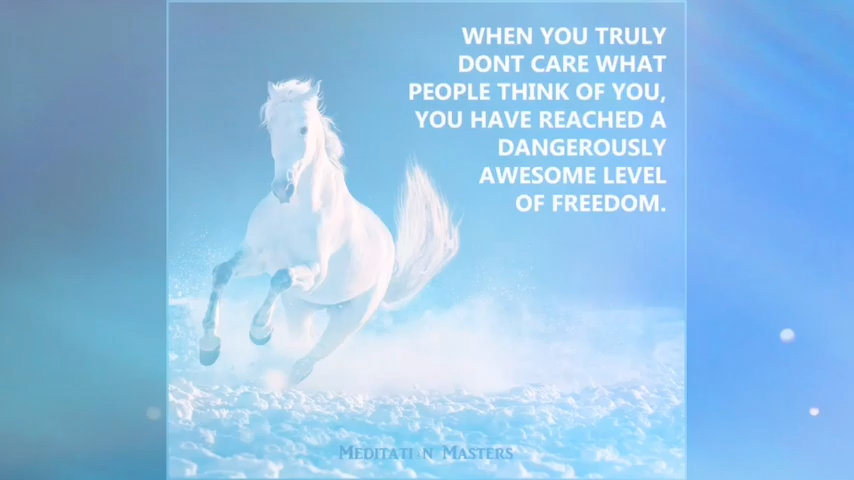 WHEN YOU TRULY
DONT CARE WHAT
PEOPLE THINK OF YOU,
YOU HAVE REACHED A
DANGEROUSLY
AWESOME LEVEL
OF FREEDOM.
MEDITATI N MASTERS